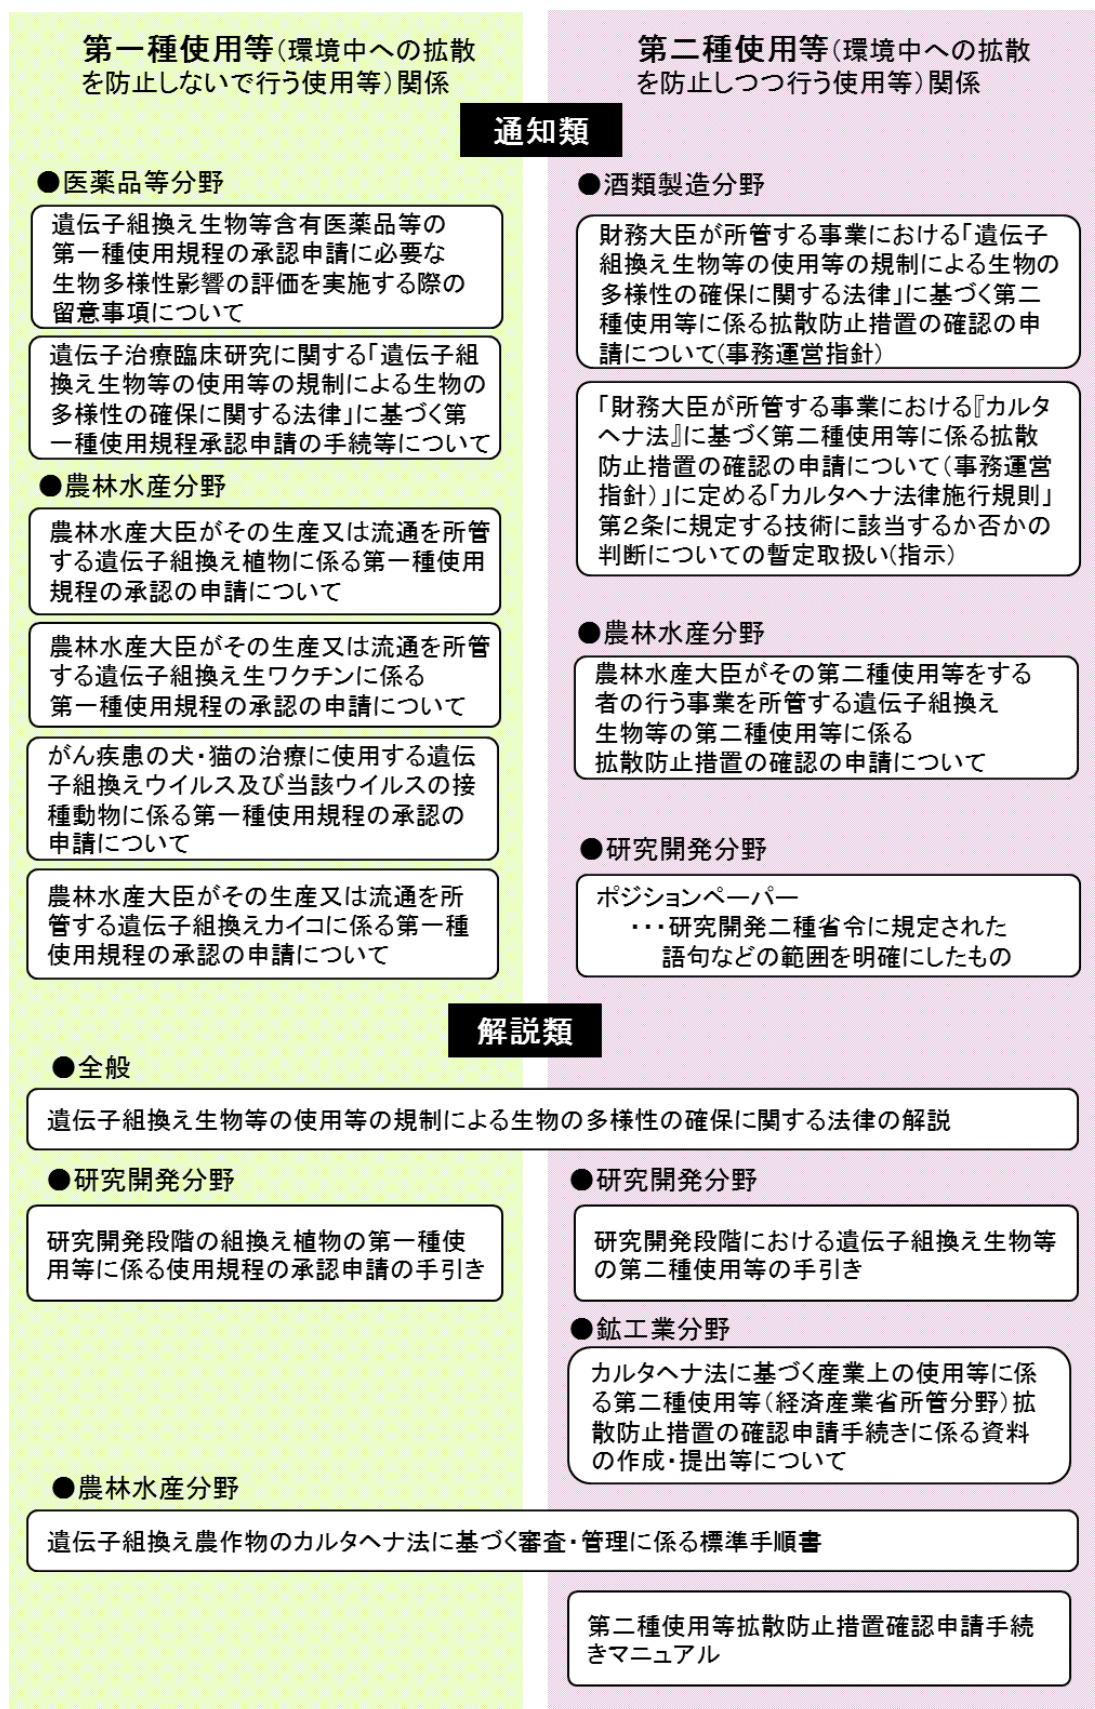 第一種使用等（環境中への拡散
を防止しないで行う使用等）関係
第二種使用等（環境中への拡散
を防止しつつ行う使用等）関係
通知類
●医薬品等分野
遺伝子組換え生物等含有医薬品等の
第一種使用規程の承認申請に必要な
生物多様性影響の評価を実施する際の
留意事項について
遺伝子治療臨床研究に関する「遺伝子組
換え生物等の使用等の規制による生物の
多様性の確保に関する法律」に基づく第
一種使用規程承認申請の手続等について
●農林水産分野
農林水産大臣がその生産又は流通を所管
する遺伝子組換え植物に係る第一種使用
規程の承認の申請について
農林水産大臣がその生産又は流通を所管
する遺伝子組換え生ワクチンに係る
第一種使用規程の承認の申請について
がん疾患の犬・猫の治療に使用する遺伝
子組換えウイルス及び当該ウイルスの接
種動物に係る第一種使用規程の承認の
申請について
農林水産大臣がその生産又は流通を所
管する遺伝子組換えカイコに係る第一種
使用規程の承認の申請について
●酒類製造分野
財務大臣が所管する事業における「遺伝子
組換え生物等の使用等の規制による生物の
多様性の確保に関する法律」に基づく第二
種使用等に係る拡散防止措置の確認の申
請について(事務運営指針）
「財務大臣が所管する事業における『カルタ
ヘナ法』に基づく第二種使用等に係る拡散
防止措置の確認の申請について（事務運営
指針）」に定める「カルタヘナ法律施行規則」
第２条に規定する技術に該当するか否かの
判断についての暫定取扱い(指示）
●農林水産分野
農林水産大臣がその第二種使用等をする
者の行う事業を所管する遺伝子組換え
生物等の第二種使用等に係る
拡散防止措置の確認の申請について
●研究開発分野
ポジションペーパー
・・・研究開発二種省令に規定された
語句などの範囲を明確にしたもの
解説類
●全般
遺伝子組換え生物等の使用等の規制による生物の多様性の確保に関する法律の解説
●研究開発分野
研究開発段階の組換え植物の第一種使
用等に係る使用規程の承認申請の手引き
●研究開発分野
研究開発段階における遺伝子組換え生物等
の第二種使用等の手引き
●鉱工業分野
カルタヘナ法に基づく産業上の使用等に係
る第二種使用等（経済産業省所管分野）拡
散防止措置の確認申請手続きに係る資料
の作成・提出等について
●農林水産分野
遺伝子組換え農作物のカルタヘナ法に基づく審査・管理に係る標準手順書
第二種使用等拡散防止措置確認申請手続
きマニュアル